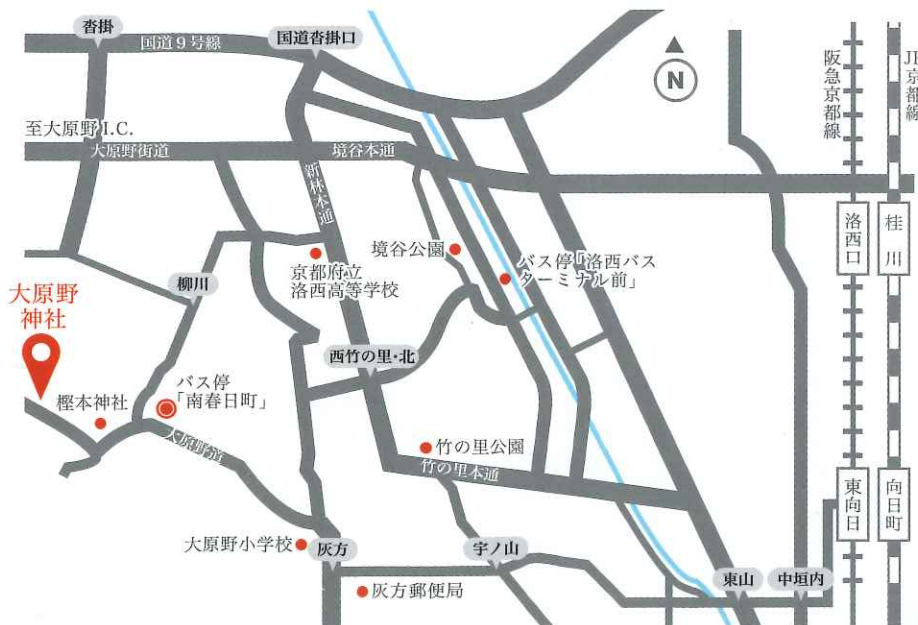 沓掛
国道9号線
国道沓掛口
N
阪急京都線
JR京都線
至大原野I.C.
大原野街道
境谷本通
新林本通
洛西口
桂川
境谷公園
京都府立
洛西高等学校
バス停「洛西バス
ターミナル前」
柳川
大原野
神社
西竹の里・北
バス停
「南春日町」
樫本神社
大原野道
竹の里公園
竹の里本通
東向日
向日町
大原野小学校
灰方
宇ノ山
灰方郵便局
東山
中垣内